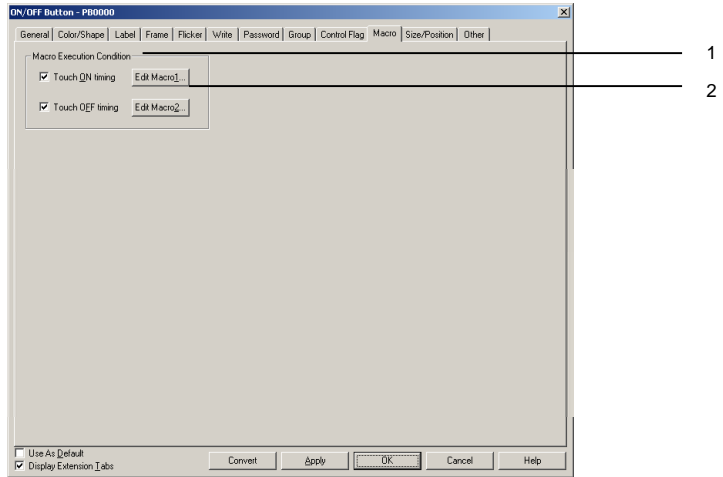 ON/OFF Button - PB0000
General Color/Shape Label Frame Flicker Write Password Group Control Flag Macro Size/Position Other
Macro Execution Condition 1
Touch ON timing Edit Macro1... 2
Touch OFF timing Edit Macro2...
Use As Default
Display Extension Tabs Convert Apply OK Cancel Help